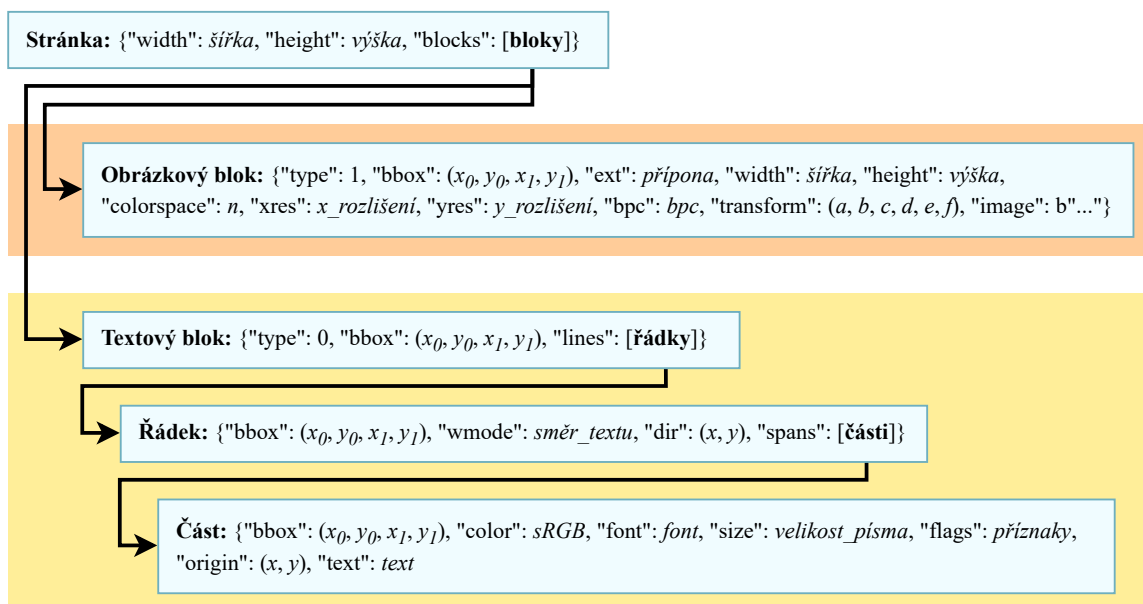 Stránka: {"width": šířka, "height": výška, "blocks": [bloky]}
Obrázkový blok: {"type": 1, "bbox": (x0, y0, x1, y1), "ext": přípona, "width": šířka, "height": výška,
"colorspace": n, "xres": x_rozlišení, "yres": y_rozlišení, "bpc": bpc, "transform": (a, b, c, d, e, f), "image": b"..."}
Textový blok: {"type": 0, "bbox": (x0, y0, x1, y1), "lines": [řádky]}
Řádek: {"bbox": (x0, y0, x1, y1), "wmode": směr_textu, "dir": (x, y), "spans": [části]}
Část: {"bbox": (x0, y0, x1, y1), "color": sRGB, "font": font, "size": velikost_písma, "flags": příznaky,
"origin": (x, y), "text": text